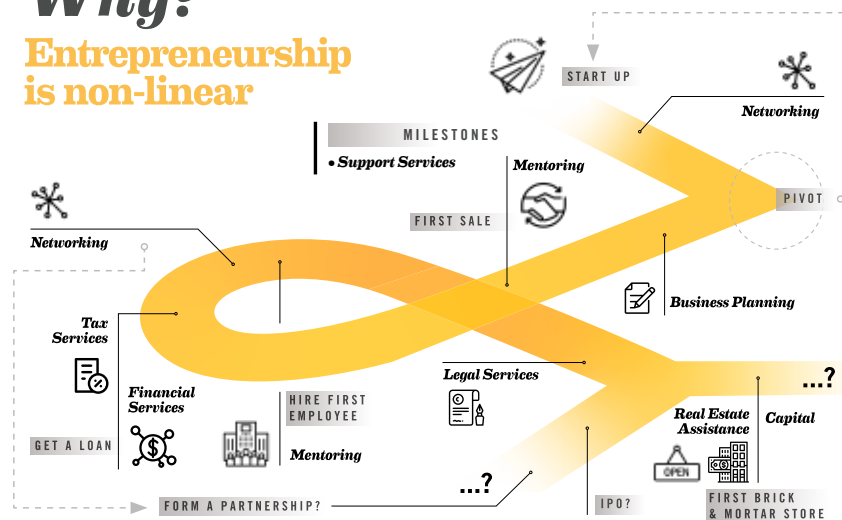 Why?
Entrepreneurship
is non-linear
START UP
Networking
MILESTONES
• Support Services
Mentoring
PIVOT
FIRST SALE
Networking
Business Planning
Tax
Services
Legal Services
...?
Financial
Services
HIRE FIRST
EMPLOYEE
Real Estate
Assistance
Capital
GET A LOAN
Mentoring
OPEN
...?
FORM A PARTNERSHIP?
IPO?
FIRST BRICK
& MORTAR STORE